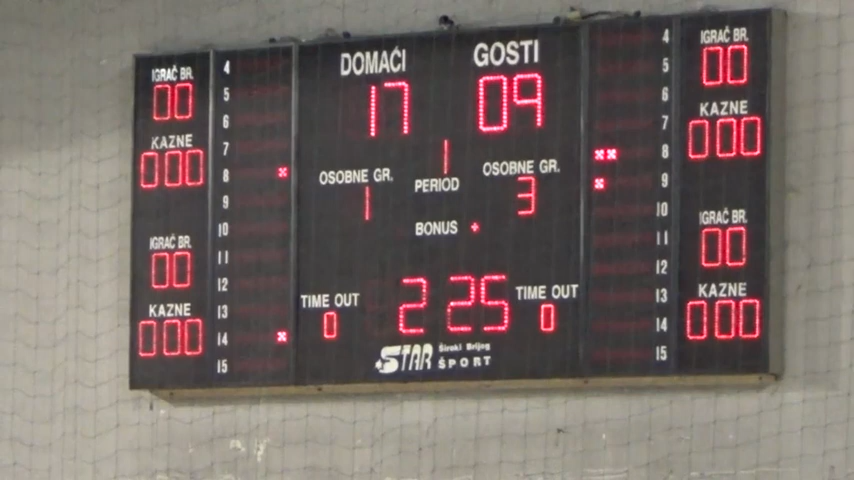 DOMAĆI GOSTI
17 09
1
PERIOD
OSOBNE GR. OSOBNE GR.
1 3
BONUS
TIME OUT 2 25 TIME OUT
0 0
STAR Široki Brijeg
ŠPORT
IGRAČ BR.
00
KAZNE
000
IGRAČ BR.
00
KAZNE
000
4
5
6
7
8
9
10
11
12
13
14
15
4
5
6
7
8
9
10
11
12
13
14
15
IGRAČ BR.
00
KAZNE
000
IGRAČ BR.
00
KAZNE
000